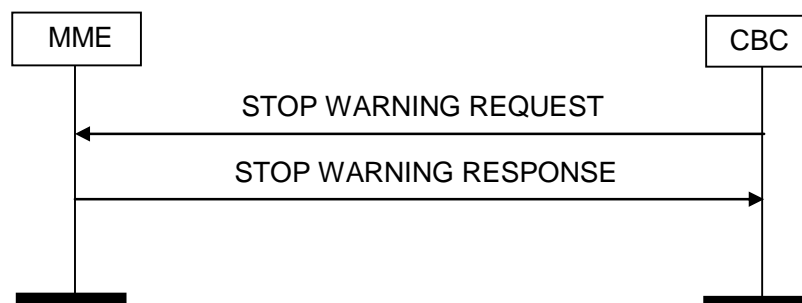 MME
CBC
STOP WARNING REQUEST
STOP WARNING RESPONSE